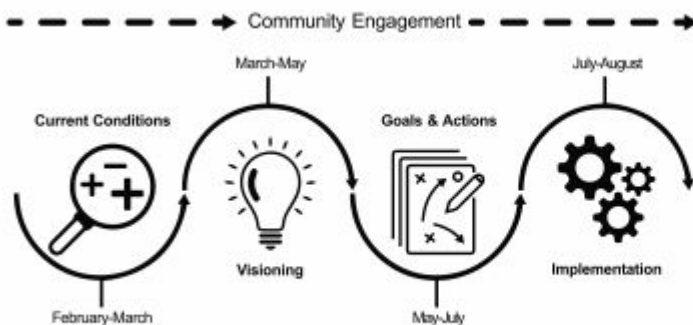 Community Engagement
March-May
July-August
Current Conditions
Goals & Actions
Visioning
Implementation
February-March
May-July